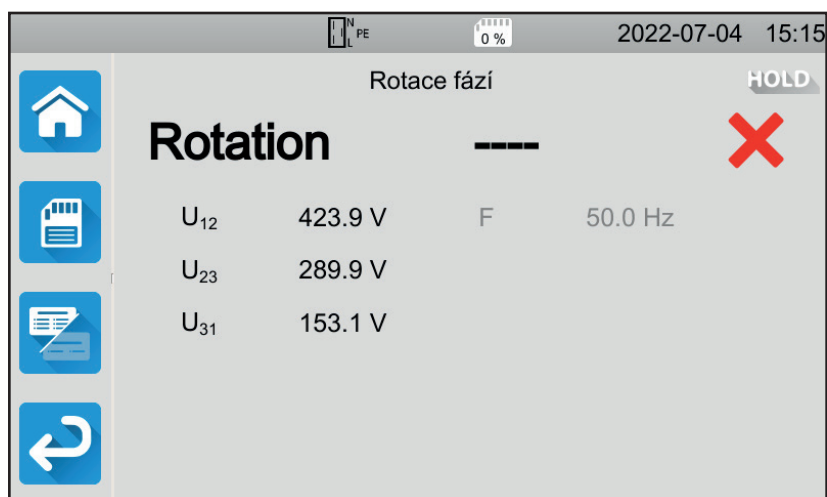 N
L PE
0 %
2022-07-04 15:15
Rotace fází
HOLD
Rotation ----
U12 423.9 V F 50.0 Hz
U23 289.9 V
U31 153.1 V